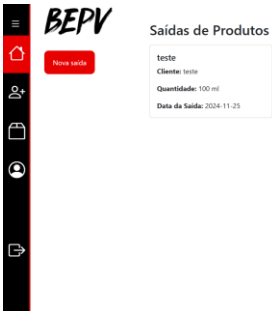 BEPV
Saídas de Produtos
Nova saída
teste
Cliente: teste
Quantidade: 100 ml
Data da Saída: 2024-11-25